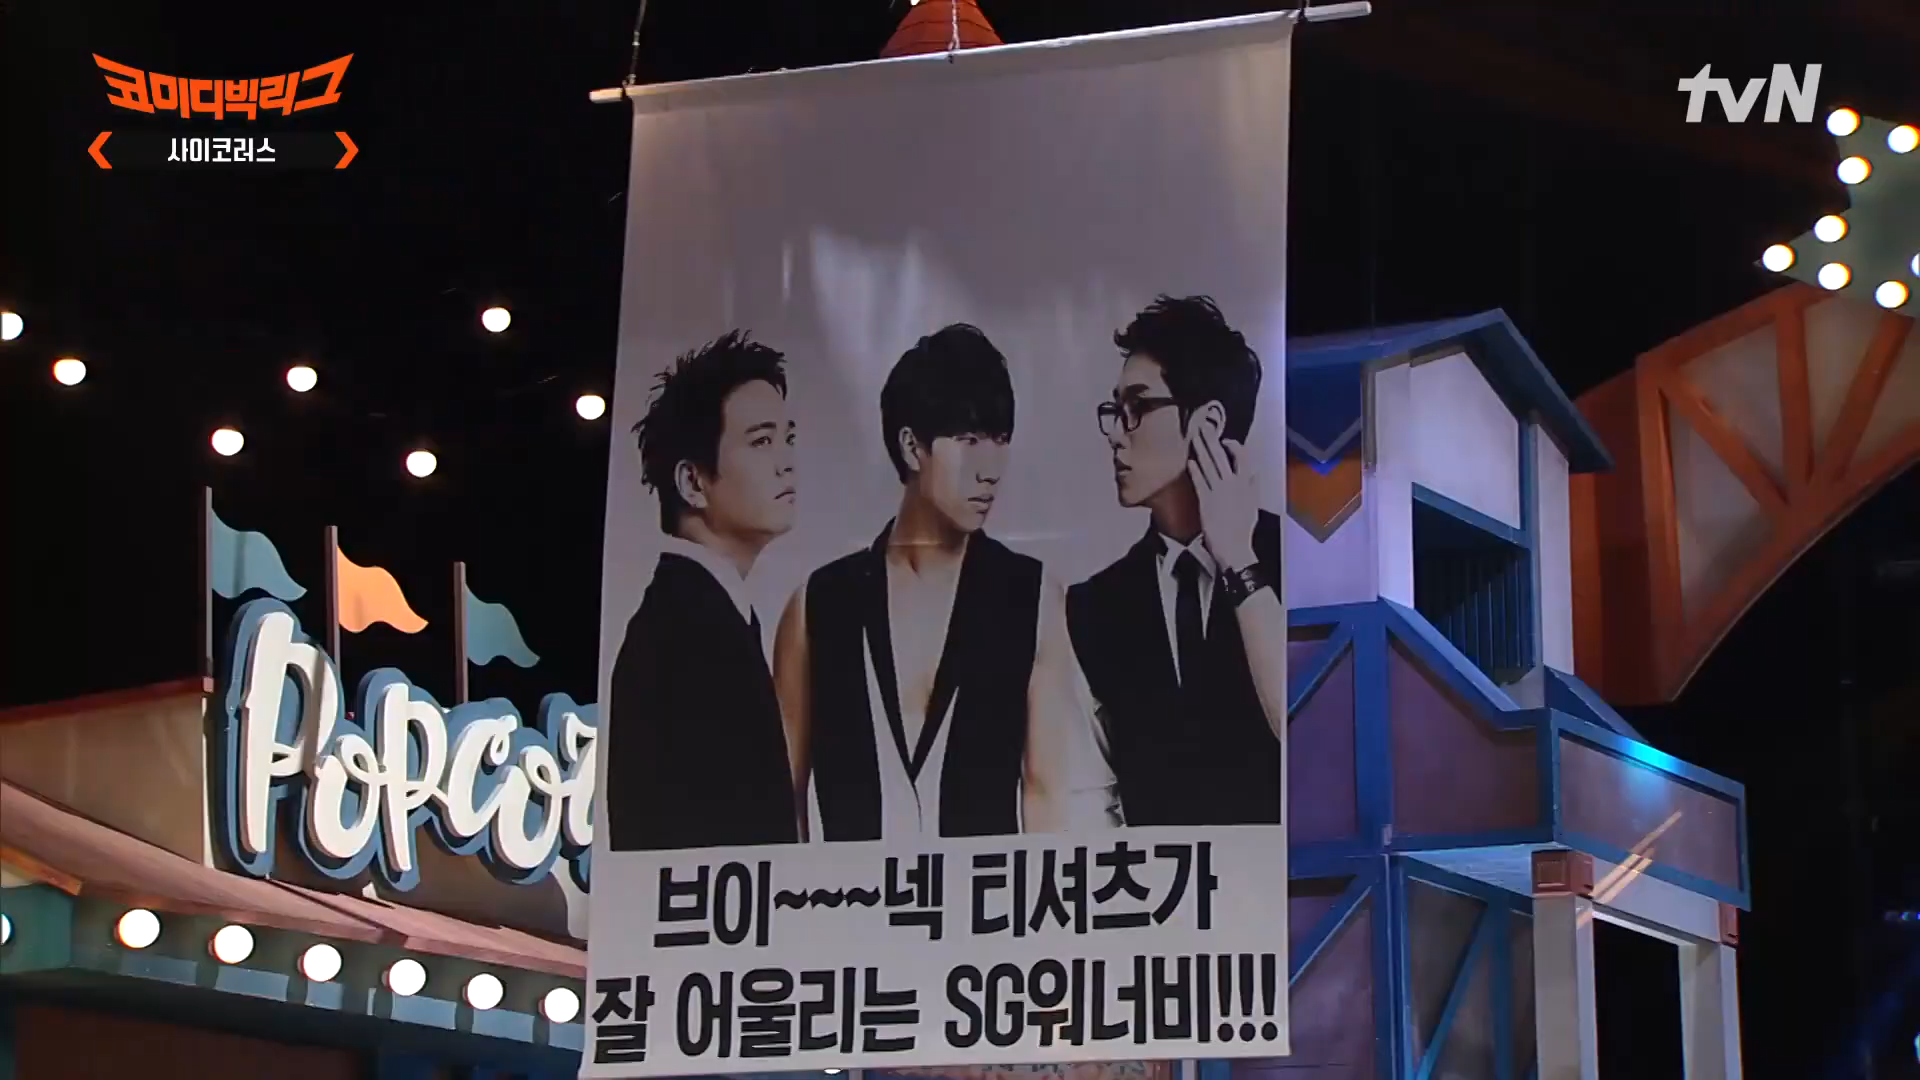 코미디빅리그
사이코러스
tvN
POPCO
브이~~~넥 티셔츠가
잘 어울리는 SG워너비!!!